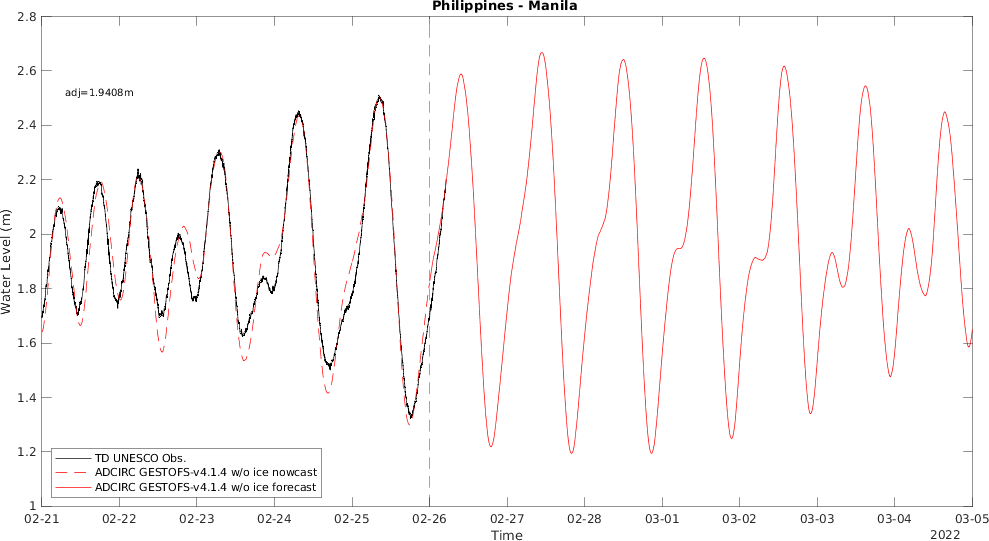 Philippines - Manila
2.8
2.6
adj=1.9408m
2.4
2.2
2
1.8
1.6
1.4
1.2
1
Water Level (m)
TD UNESCO Obs.
ADCIRC GESTOFS-v4.1.4 w/o ice nowcast
ADCIRC GESTOFS-v4.1.4 w/o ice forecast
02-21 02-22 02-23 02-24 02-25 02-26 02-27 02-28 03-01 03-02 03-03 03-04 03-05
Time
2022